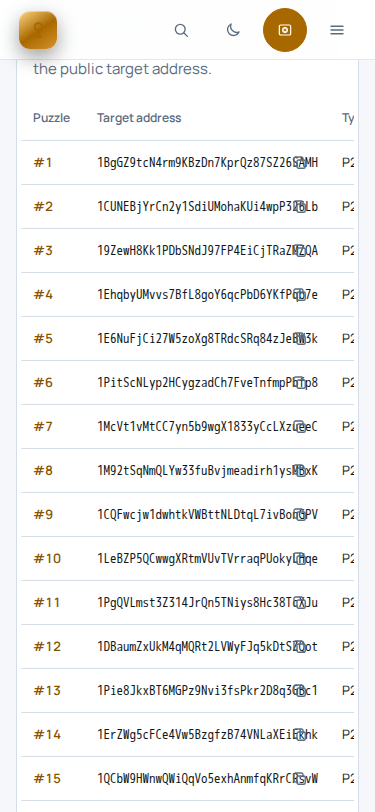 the public target address.
Puzzle Target address
#1 1BgGZ9tcN4rm9KBzDn7KprQz87SZ26SAMH
#2 1CUNEBjYrCn2y1SdiUMohaKUi4wpP326Lb
#3 19ZewH8Kk1PDbSNdJ97FP4EiCjTRaZMZQA
#4 1EhqbyUMvvs7BfL8goY6qcPbD6YKfPqb7e
#5 1E6NuFjCi27W5zoXg8TRdcSRq84zJeBW3k
#6 1PitScNLyp2HCygzadCh7FveTnfmpPbfp8
#7 1McVt1vMtCC7yn5b9wgX1833yCcLXzueeC
#8 1M92tSqNmQLYw33fuBvjmeadirh1ysMBxK
#9 1CQFwcjw1dwhtkVWBttNLDtqL7ivBonGPV
#10 1LeBZP5QCwwgXRtmVUvTVrraqPUokyLHqe
#11 1PgQVLmst3Z314JrQn5TNiys8Hc38TcXJu
#12 1DBaumZxUkM4qMQRt2LVWyFJq5kDtSZQot
#13 1Pie8JkxBT6MGPz9Nvi3fsPkr2D8q3GBc1
#14 1ErZWg5cFCe4Vw5BzgfzB74VNLaXEiEkhk
#15 1QCbW9HWnwQWiQqVo5exhAnmfqKRrCRsvW